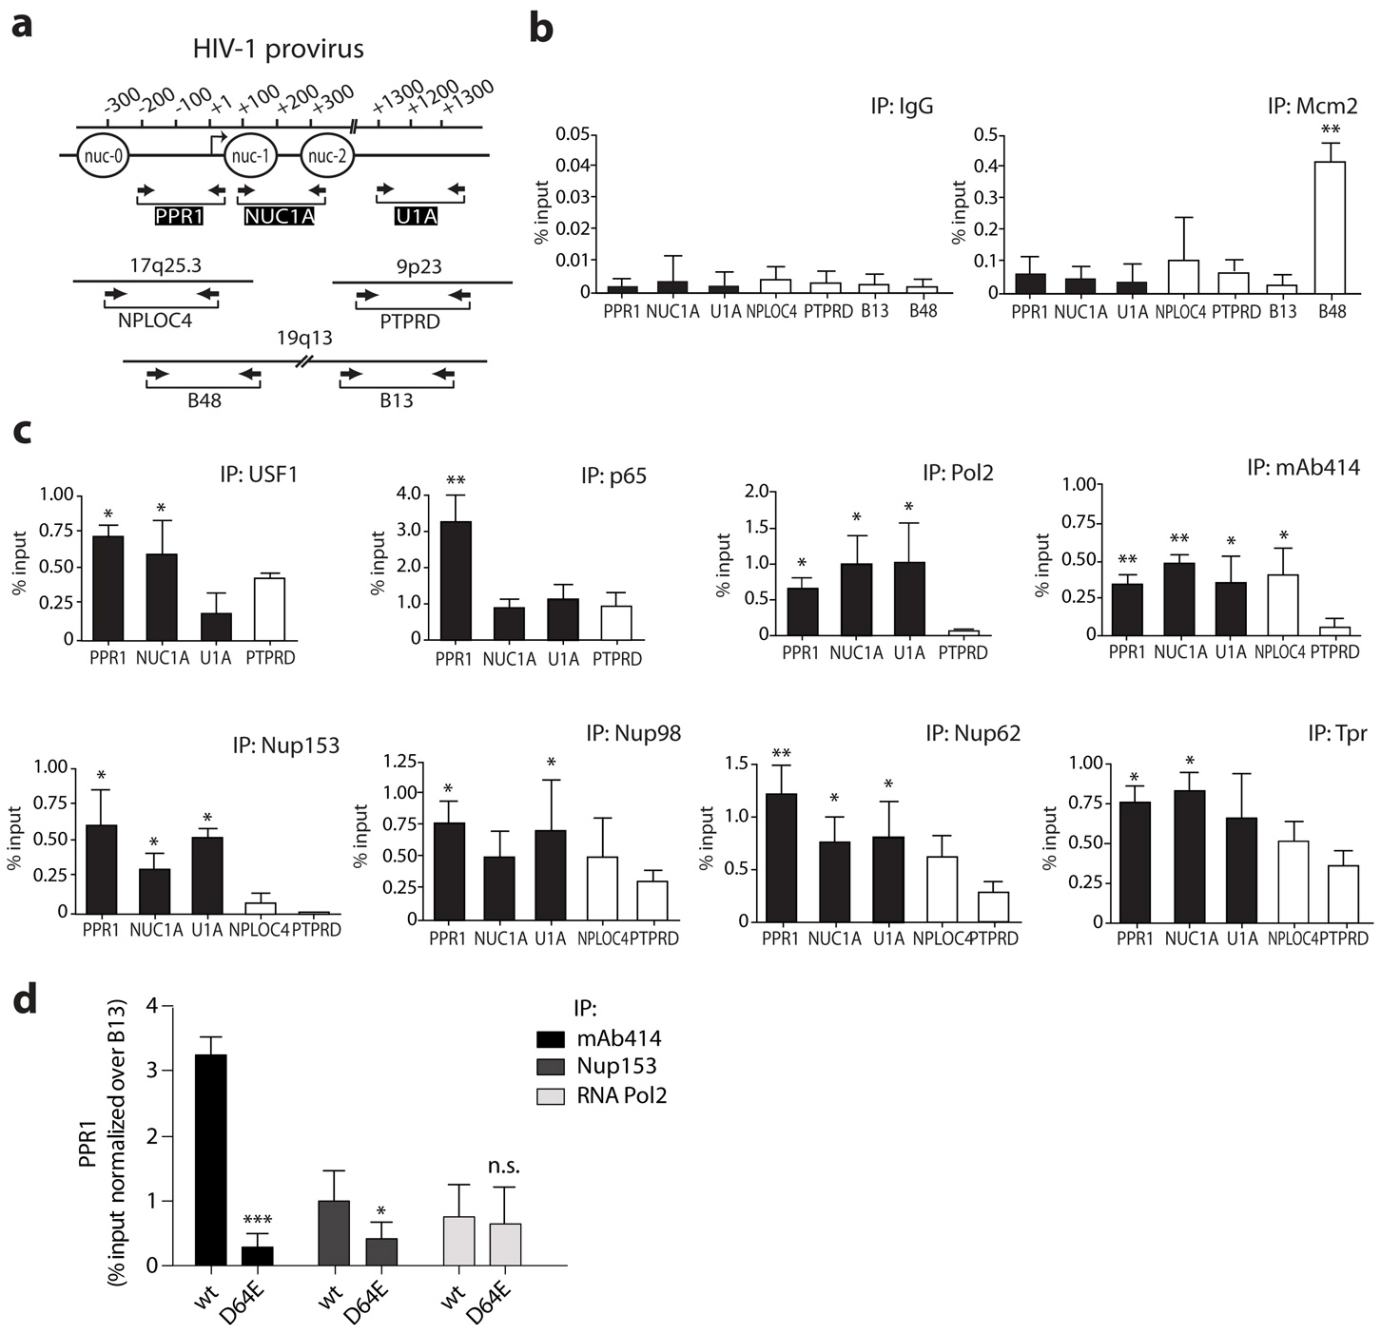 a
HIV-1 provirus
-300 -200 -100 +1 +100 +200 +300 +1300 +1200 +1300
nuc-0 nuc-1 nuc-2
PPR1 NUC1A U1A
17q25.3 9p23
NPLOC4 PTPRD
19q13
B48 B13
b
IP: IgG
% input
0.05
0.04
0.03
0.02
0.01
0
PPR1 NUC1A U1A NPLOC4 PTPRD B13 B48
IP: Mcm2
**
% input
0.5
0.4
0.3
0.2
0.1
0
PPR1 NUC1A U1A NPLOC4 PTPRD B13 B48
c
IP: USF1
% input
1.00
0.75
0.50
0.25
0
* *
PPR1 NUC1A U1A PTPRD
IP: p65
% input
4.0
3.0
2.0
1.0
0
**
PPR1 NUC1A U1A PTPRD
IP: Pol2
% input
2.0
1.5
1.0
0.5
0
* * *
PPR1 NUC1A U1A PTPRD
IP: mAb414
% input
1.00
0.75
0.50
0.25
0
** ** * *
PPR1 NUC1A U1A NPLOC4 PTPRD
IP: Nup153
% input
1.00
0.75
0.50
0.25
0
* * *
PPR1 NUC1A U1A NPLOC4 PTPRD
IP: Nup98
% input
1.25
1.00
0.75
0.50
0.25
0
* *
PPR1 NUC1A U1A NPLOC4 PTPRD
IP: Nup62
% input
1.5
1.0
0.5
0
** * *
PPR1 NUC1A U1A NPLOC4 PTPRD
IP: Tpr
% input
1.00
0.75
0.50
0.25
0
* *
PPR1 NUC1A U1A NPLOC4 PTPRD
d
PPR1
(% input normalized over B13)
4
3
2
1
0
*** * n.s.
wt D64E wt D64E wt D64E
IP:
mAb414
Nup153
RNA Pol2